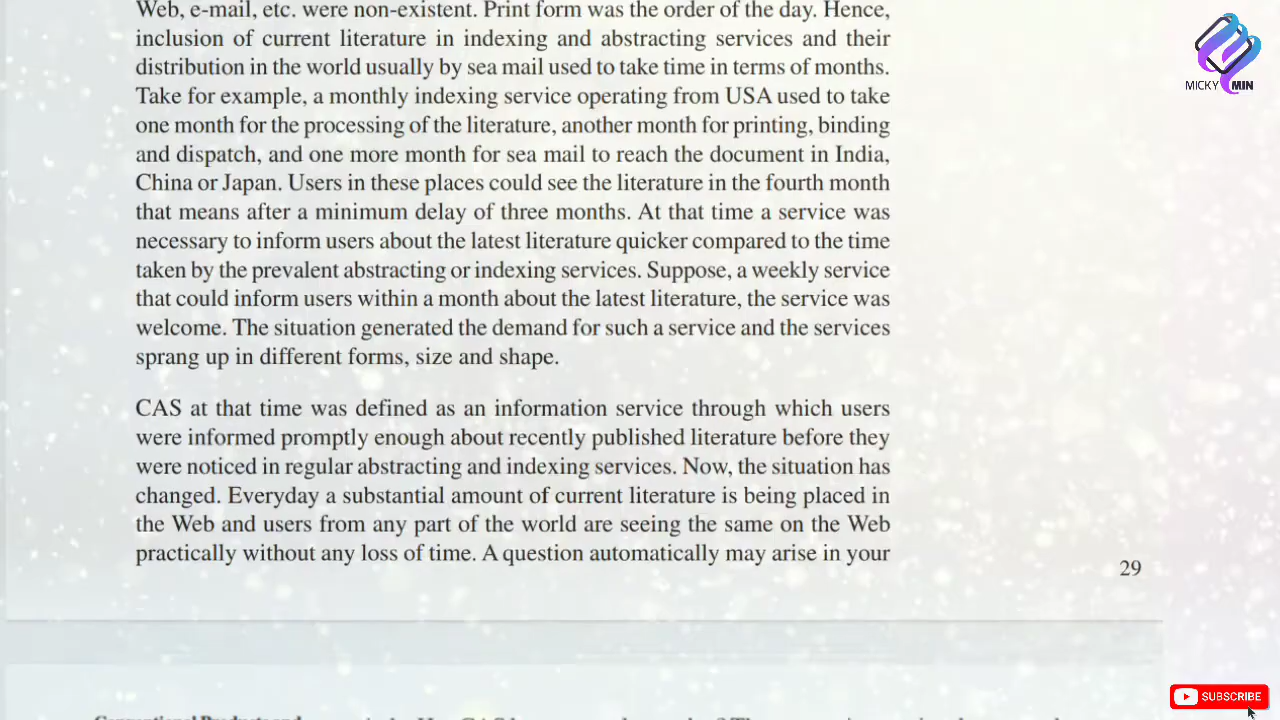 Web, e-mail, etc. were non-existent. Print form was the order of the day. Hence,
inclusion of current literature in indexing and abstracting services and their
distribution in the world usually by sea nail used to take time in terms of months.
Take for example, a monthly indexing service operating from USA used to take
one month for the processing of the literature, another month for printing, binding
and dispatch, and one more month for sea mail to reach the document in India,
China or Japan. Users in these places could see the literature in the fourth month
that means after a minimum delay of three months. At that time a service was
necessary to inform users about the latest literature quicker compared to the time
taken by the prevalent abstracting or indexing services. Suppose, a weekly service
that could inform users within a month about the latest literature, the service was
welcome. The situation generated the demand for such a service and the services
sprang up in different forms, size and shape.
CAS at that time was defined as an information service through which users
were informed promptly enough about recently published literature before they
were noticed in regular abstracting and indexing services. Now, the situation has
changed. Everyday a substantial amount of current literature is being placed in
the Web and users from any part of the world are seeing the same on the Web
practically without any loss of time. A question automatically may arise in your
29
Conventional Products and
MICKY MIN
SUBSCRIBE